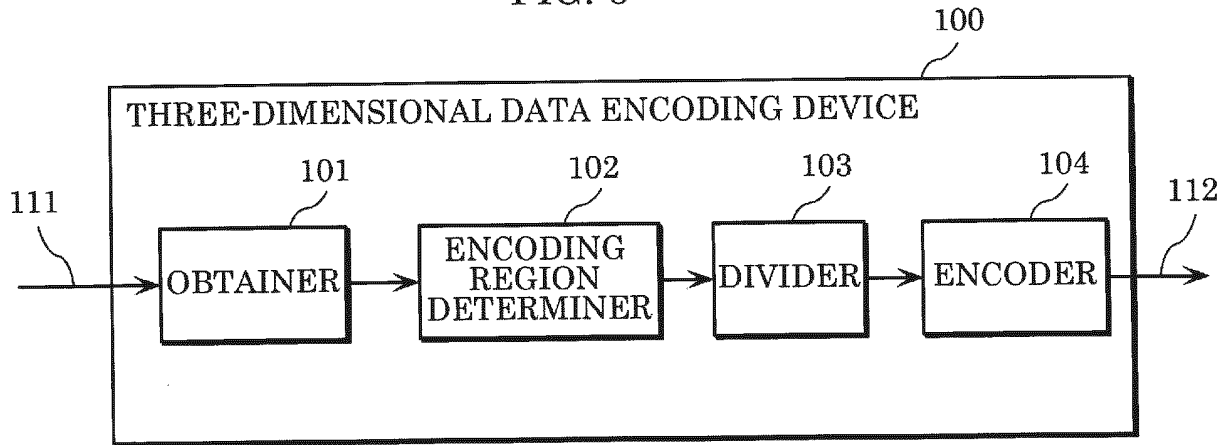 100
THREE-DIMENSIONAL DATA ENCODING DEVICE
101
102
103
104
111
112
OBTAINER
ENCODING
REGION
DETERMINER
DIVIDER
ENCODER